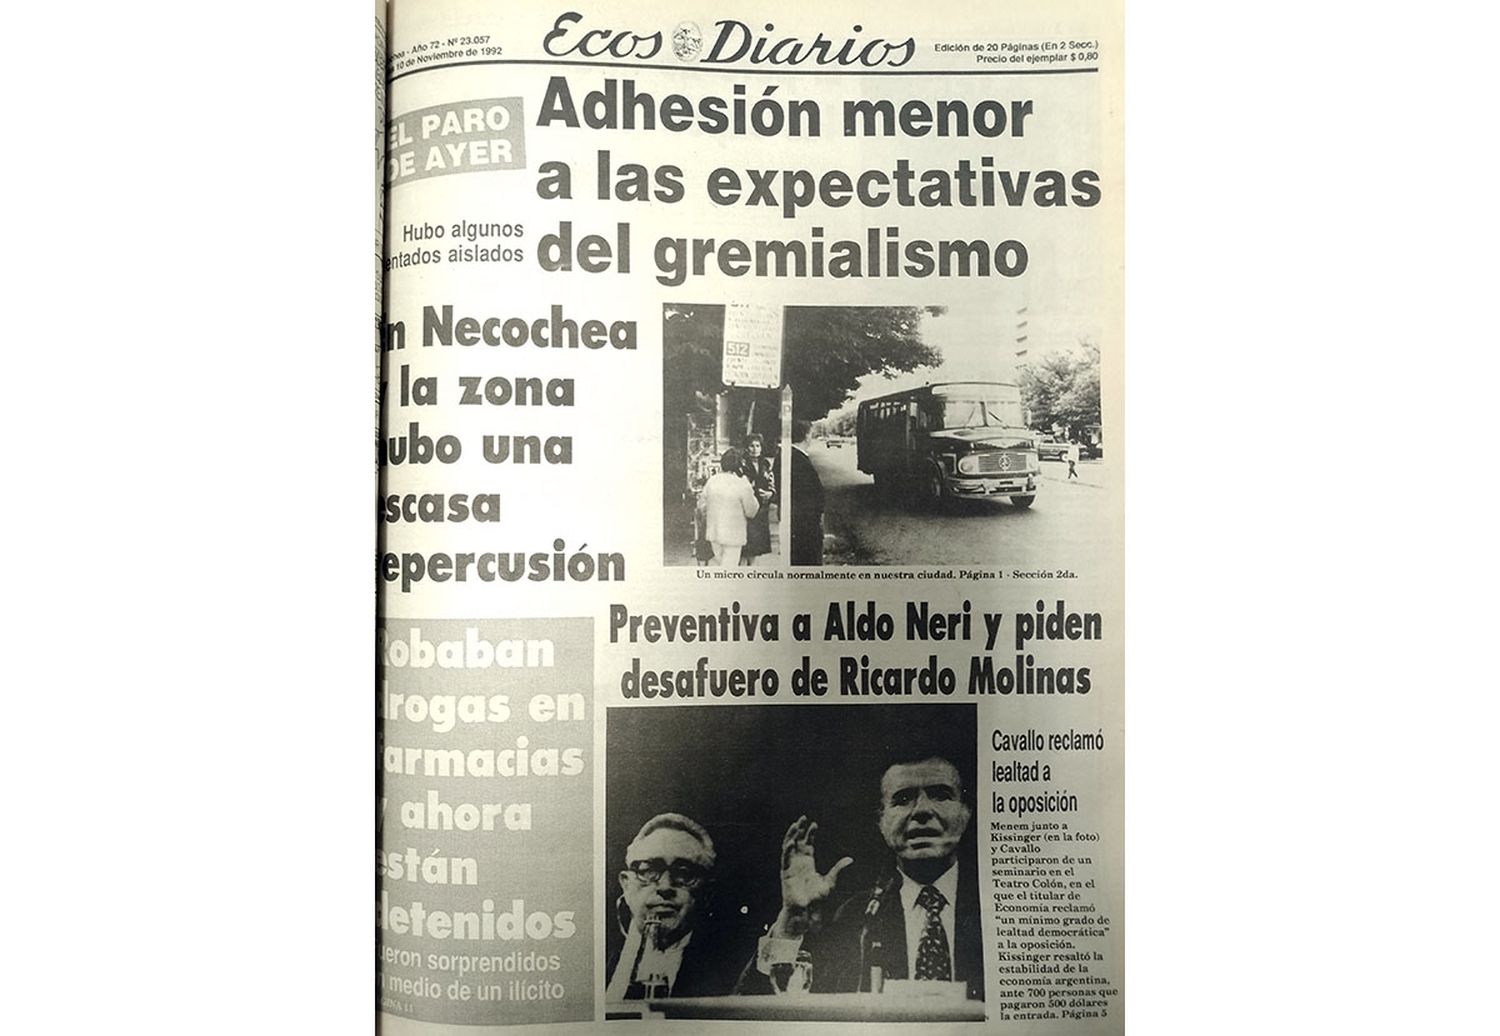 Ecos Diarios
Año 72 - Nº 23.057
10 de Noviembre de 1992
Edición de 20 Páginas (En 2 Secc.)
Precio del ejemplar $ 0,80
EL PARO
DE AYER
Adhesión menor
a las expectativas
del gremialismo
Hubo algunos
entados aislados
n Necochea
y la zona
ubo una
scasa
epercusión
512
Un micro circula normalmente en nuestra ciudad. Página 1 - Sección 2da.
Preventiva a Aldo Neri y piden
desafuero de Ricardo Molinas
Robaban
drogas en
farmacias
y ahora
están
detenidos
ueron sorprendidos
n medio de un ilícito
Cavallo reclamó
lealtad a
la oposición
Menem junto a
Kissinger (en la foto)
y Cavallo
participaron de un
seminario en el
Teatro Colón, en el
que el titular de
Economía reclamó
"un mínimo grado de
lealtad democrática"
a la oposición.
Kissinger resaltó la
estabilidad de la
economía argentina,
ante 700 personas que
pagaron 500 dólares
la entrada. Página 5